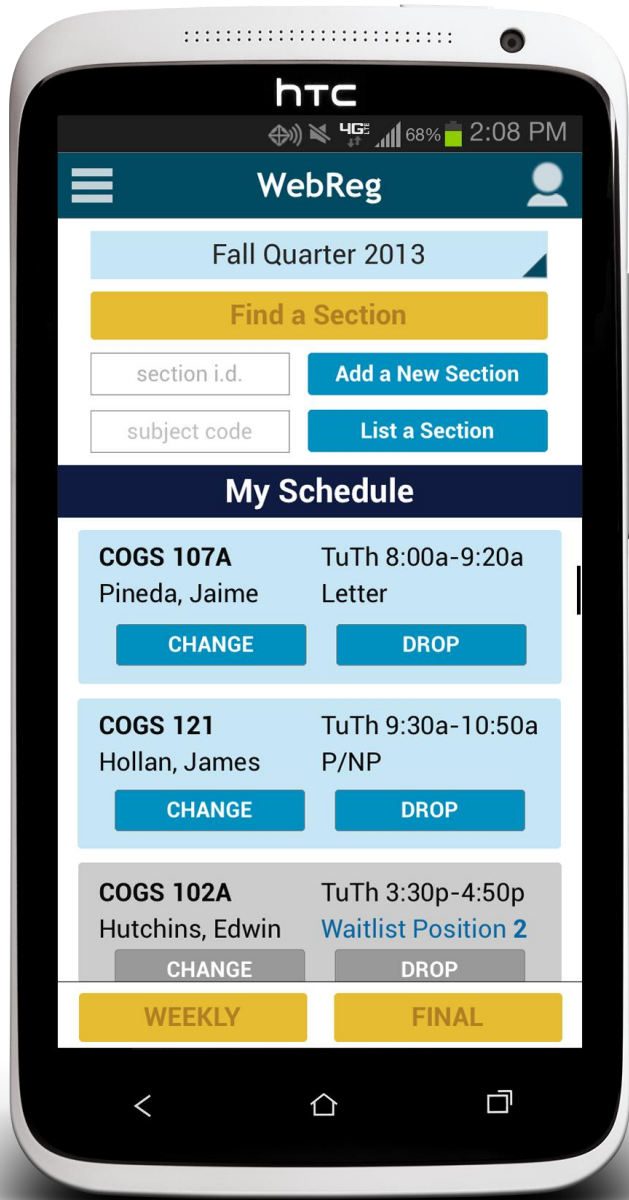 hTC
4G LTE 68% 2:08 PM
WebReg
Fall Quarter 2013
Find a Section
section i.d. Add a New Section
subject code List a Section
My Schedule
COGS 107A TuTh 8:00a-9:20a
Pineda, Jaime Letter
CHANGE DROP
COGS 121 TuTh 9:30a-10:50a
Hollan, James P/NP
CHANGE DROP
COGS 102A TuTh 3:30p-4:50p
Hutchins, Edwin Waitlist Position 2
CHANGE DROP
WEEKLY FINAL